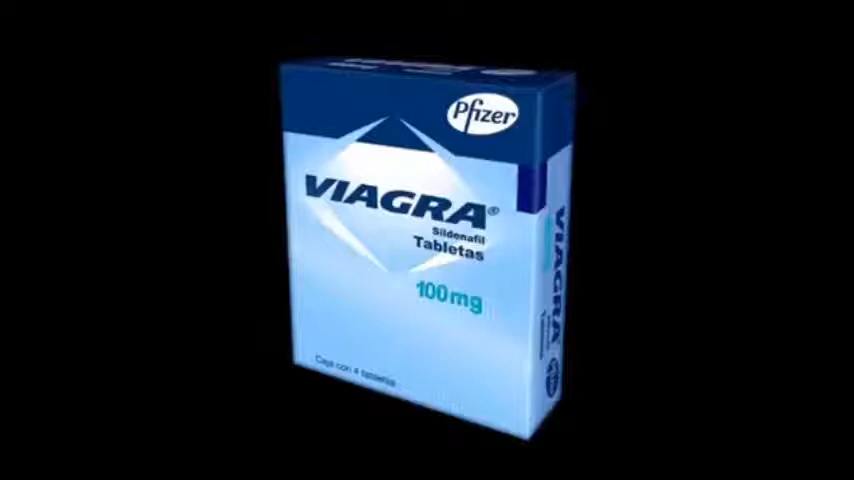 Pfizer
VIAGRA®
Sildenafil
Tabletas
100mg
Caja con 4 tabletas
VIAGRA